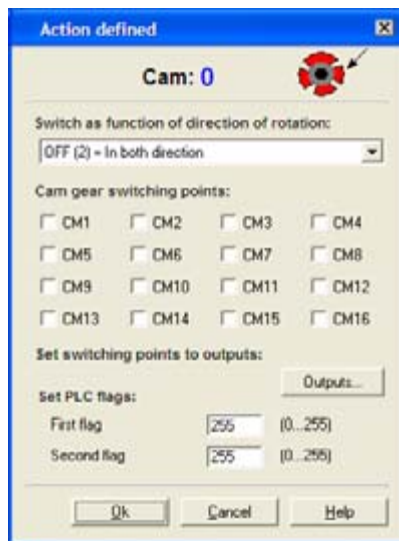 Action defined
Cam: 0
Switch as function of direction of rotation:
OFF (2) = In both direction
Cam gear switching points:
CM1 CM2 CM3 CM4
CM5 CM6 CM7 CM8
CM9 CM10 CM11 CM12
CM13 CM14 CM15 CM16
Set switching points to outputs:
Outputs...
Set PLC flags:
First flag 255 (0...255)
Second flag 255 (0...255)
Ok Cancel Help